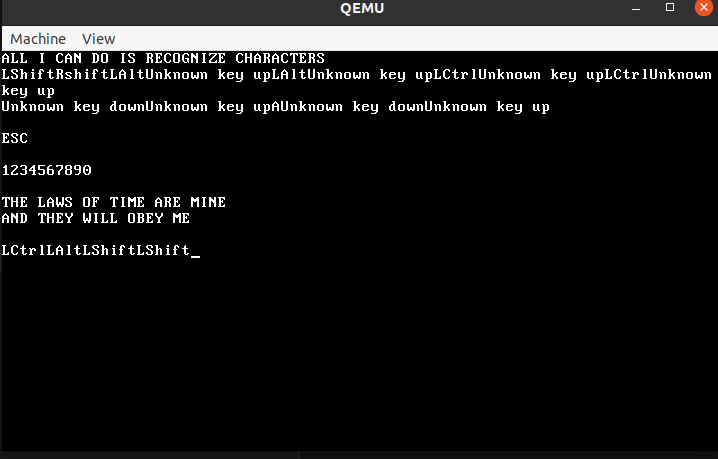 QEMU
Machine View
ALL I CAN DO IS RECOGNIZE CHARACTERS
LShiftRshiftLAltUnknown key upLAltUnknown key upLCtrlUnknown key upLCtrlUnknown
key up
Unknown key downUnknown key upAUnknown key downUnknown key up
ESC
1234567890
THE LAWS OF TIME ARE MINE
AND THEY WILL OBEY ME
LCtrlLAltLShiftLShift_